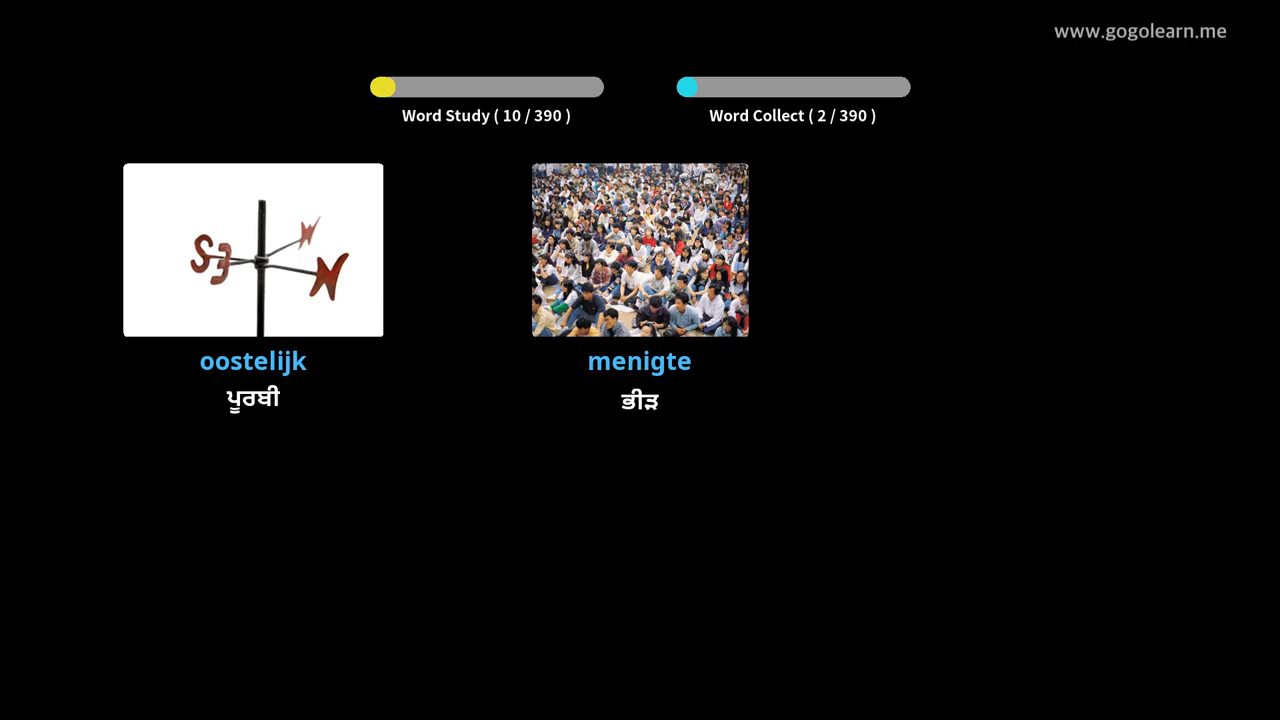 www.gogolearn.me
Word Study ( 10 / 390 )
Word Collect ( 2 / 390 )
S E W N
oostelijk
ਪੂਰਬੀ
menigte
ਭੀੜ